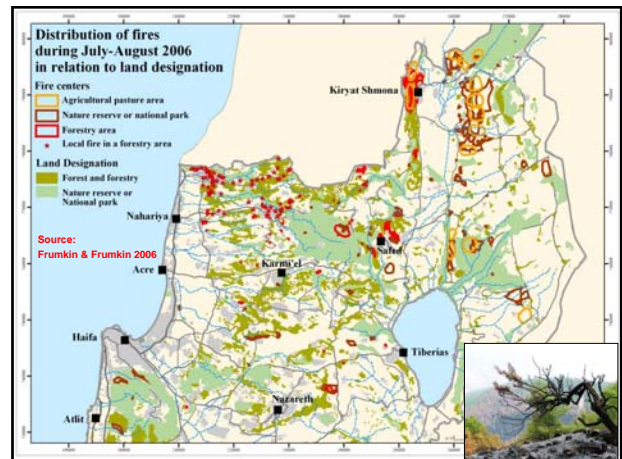 Distribution of fires
during July-August 2006
in relation to land designation
Fire centers
Agricultural pasture area
Nature reserve or national park
Forestry area
Local fire in a forestry area
Land Designation
Forest and forestry
Nature reserve or
National park
Source:
Frumkin & Frumkin 2006
Kiryat Shmona
Nahariya
Safed
Karmi'el
Acre
Haifa
Tiberias
Nazareth
Atlit